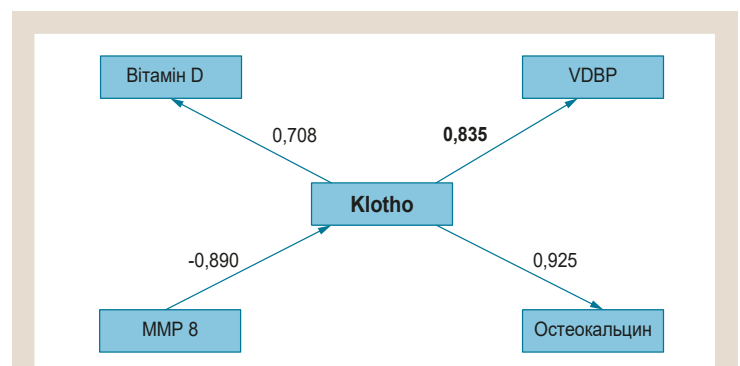 Вітамін D
VDBP
0,708
0,835
Klotho
-0,890
0,925
MMP 8
Остеокальцин